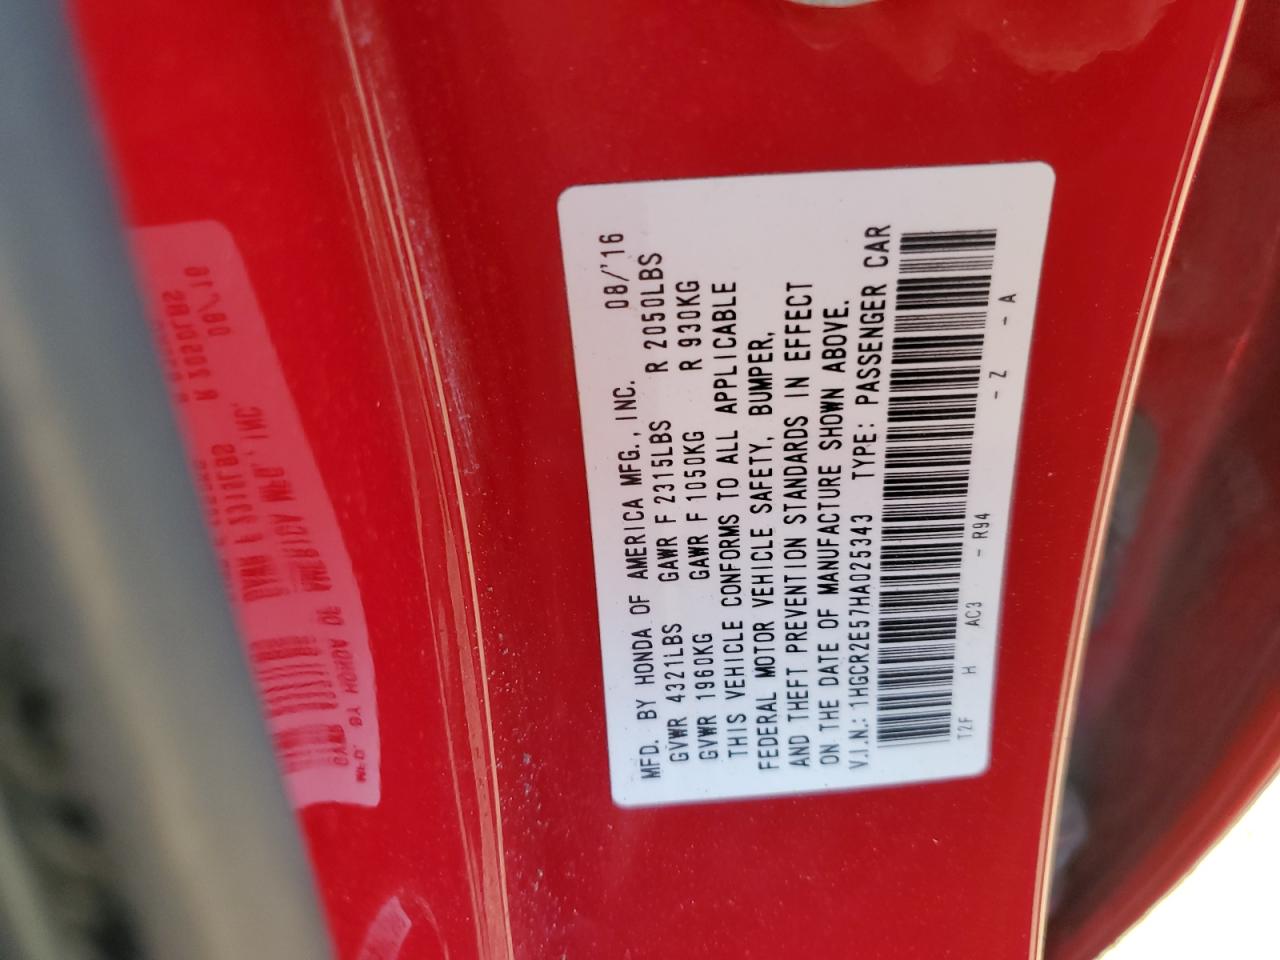 MFD. BY HONDA OF AMERICA MFG., INC. 08/'16
GVWR 4321LBS GAWR F 2315LBS R 2050LBS
GVWR 1960KG GAWR F 1050KG R 930KG
THIS VEHICLE CONFORMS TO ALL APPLICABLE
FEDERAL MOTOR VEHICLE SAFETY, BUMPER,
AND THEFT PREVENTION STANDARDS IN EFFECT
ON THE DATE OF MANUFACTURE SHOWN ABOVE.
V.I.N.: 1HGCR2E57HA025343 TYPE: PASSENGER CAR
T2F H AC3 - R94 - Z - A